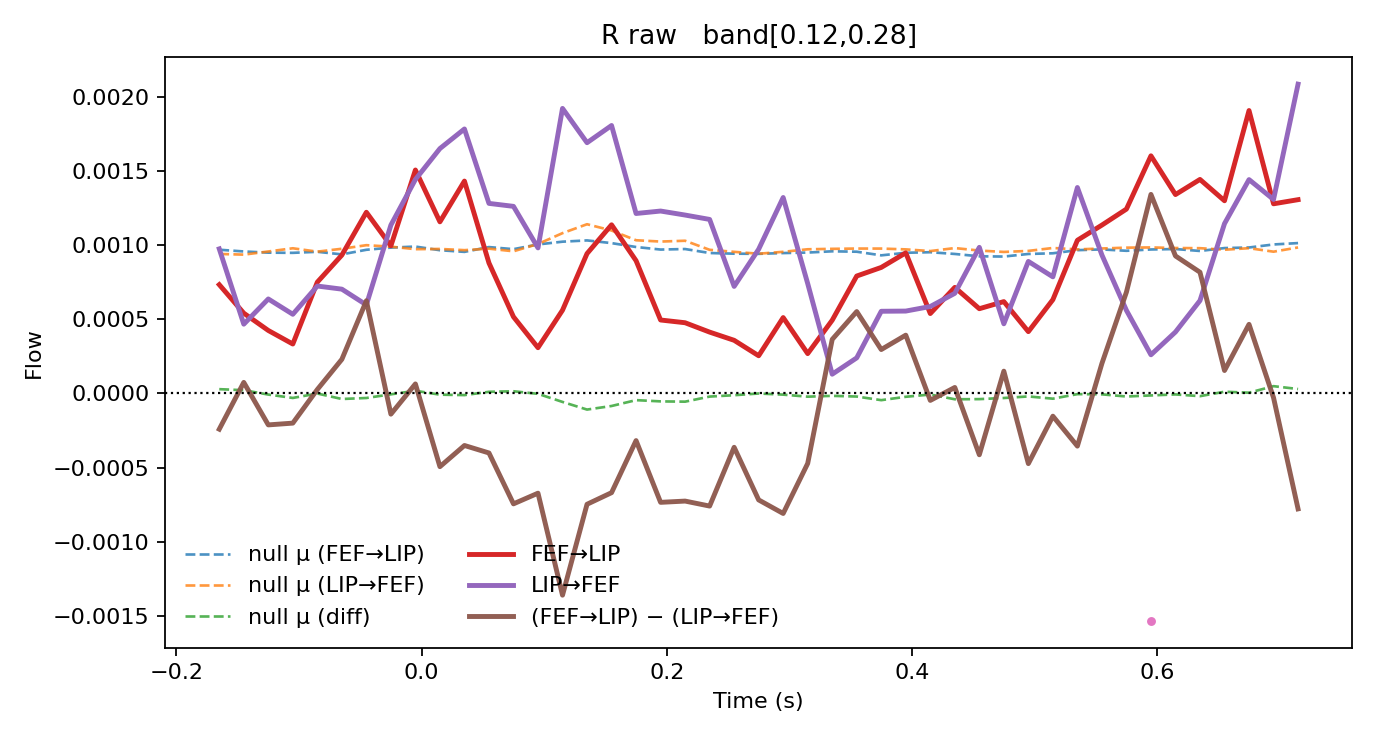 R raw   band[0.12,0.28]
Flow
0.0020
0.0015
0.0010
0.0005
0.0000
−0.0005
−0.0010
−0.0015
null μ (FEF→LIP)
null μ (LIP→FEF)
null μ (diff)
FEF→LIP
LIP→FEF
(FEF→LIP) − (LIP→FEF)
−0.2 0.0 0.2 0.4 0.6
Time (s)